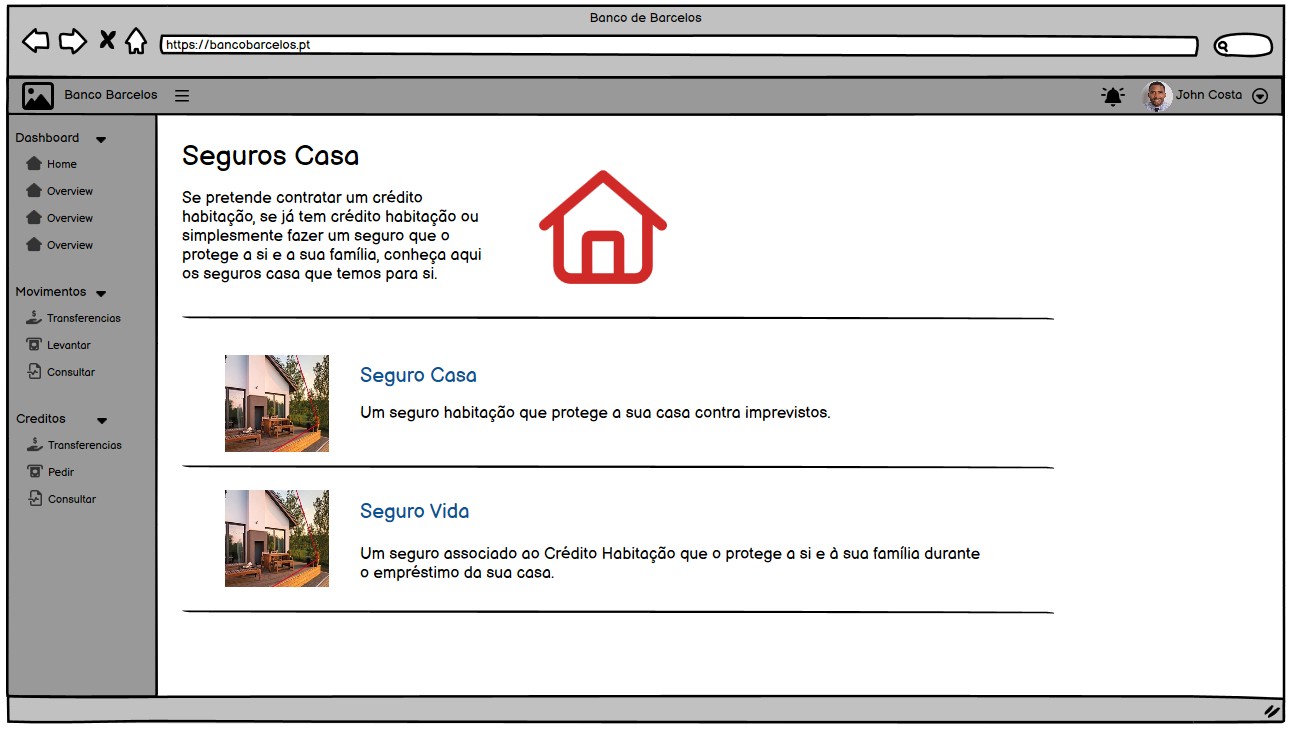 Banco de Barcelos
https://bancobarcelos.pt
Banco Barcelos
John Costa
Dashboard
Home
Overview
Overview
Overview
Movimentos
Transferencias
Levantar
Consultar
Creditos
Transferencias
Pedir
Consultar
Seguros Casa
Se pretende contratar um crédito
habitação, se já tem crédito habitação ou
simplesmente fazer um seguro que o
protege a si e a sua família, conheça aqui
os seguros casa que temos para si.
Seguro Casa
Um seguro habitação que protege a sua casa contra imprevistos.
Seguro Vida
Um seguro associado ao Crédito Habitação que o protege a si e à sua família durante
o empréstimo da sua casa.